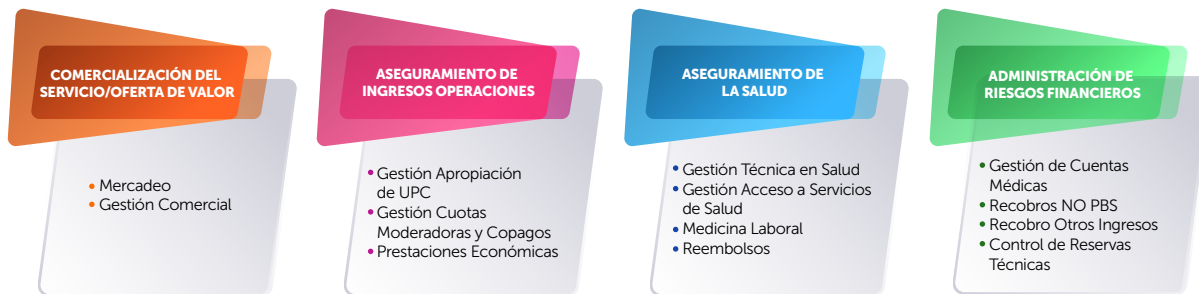 COMERCIALIZACIÓN DEL
SERVICIO/OFERTA DE VALOR
• Mercadeo
• Gestión Comercial
ASEGURAMIENTO DE
INGRESOS OPERACIONES
• Gestión Apropiación
de UPC
• Gestión Cuotas
Moderadoras y Copagos
• Prestaciones Económicas
ASEGURAMIENTO DE
LA SALUD
• Gestión Técnica en Salud
• Gestión Acceso a Servicios
de Salud
• Medicina Laboral
• Reembolsos
ADMINISTRACIÓN DE
RIESGOS FINANCIEROS
• Gestión de Cuentas
Médicas
• Recobros NO PBS
• Recobro Otros Ingresos
• Control de Reservas
Técnicas